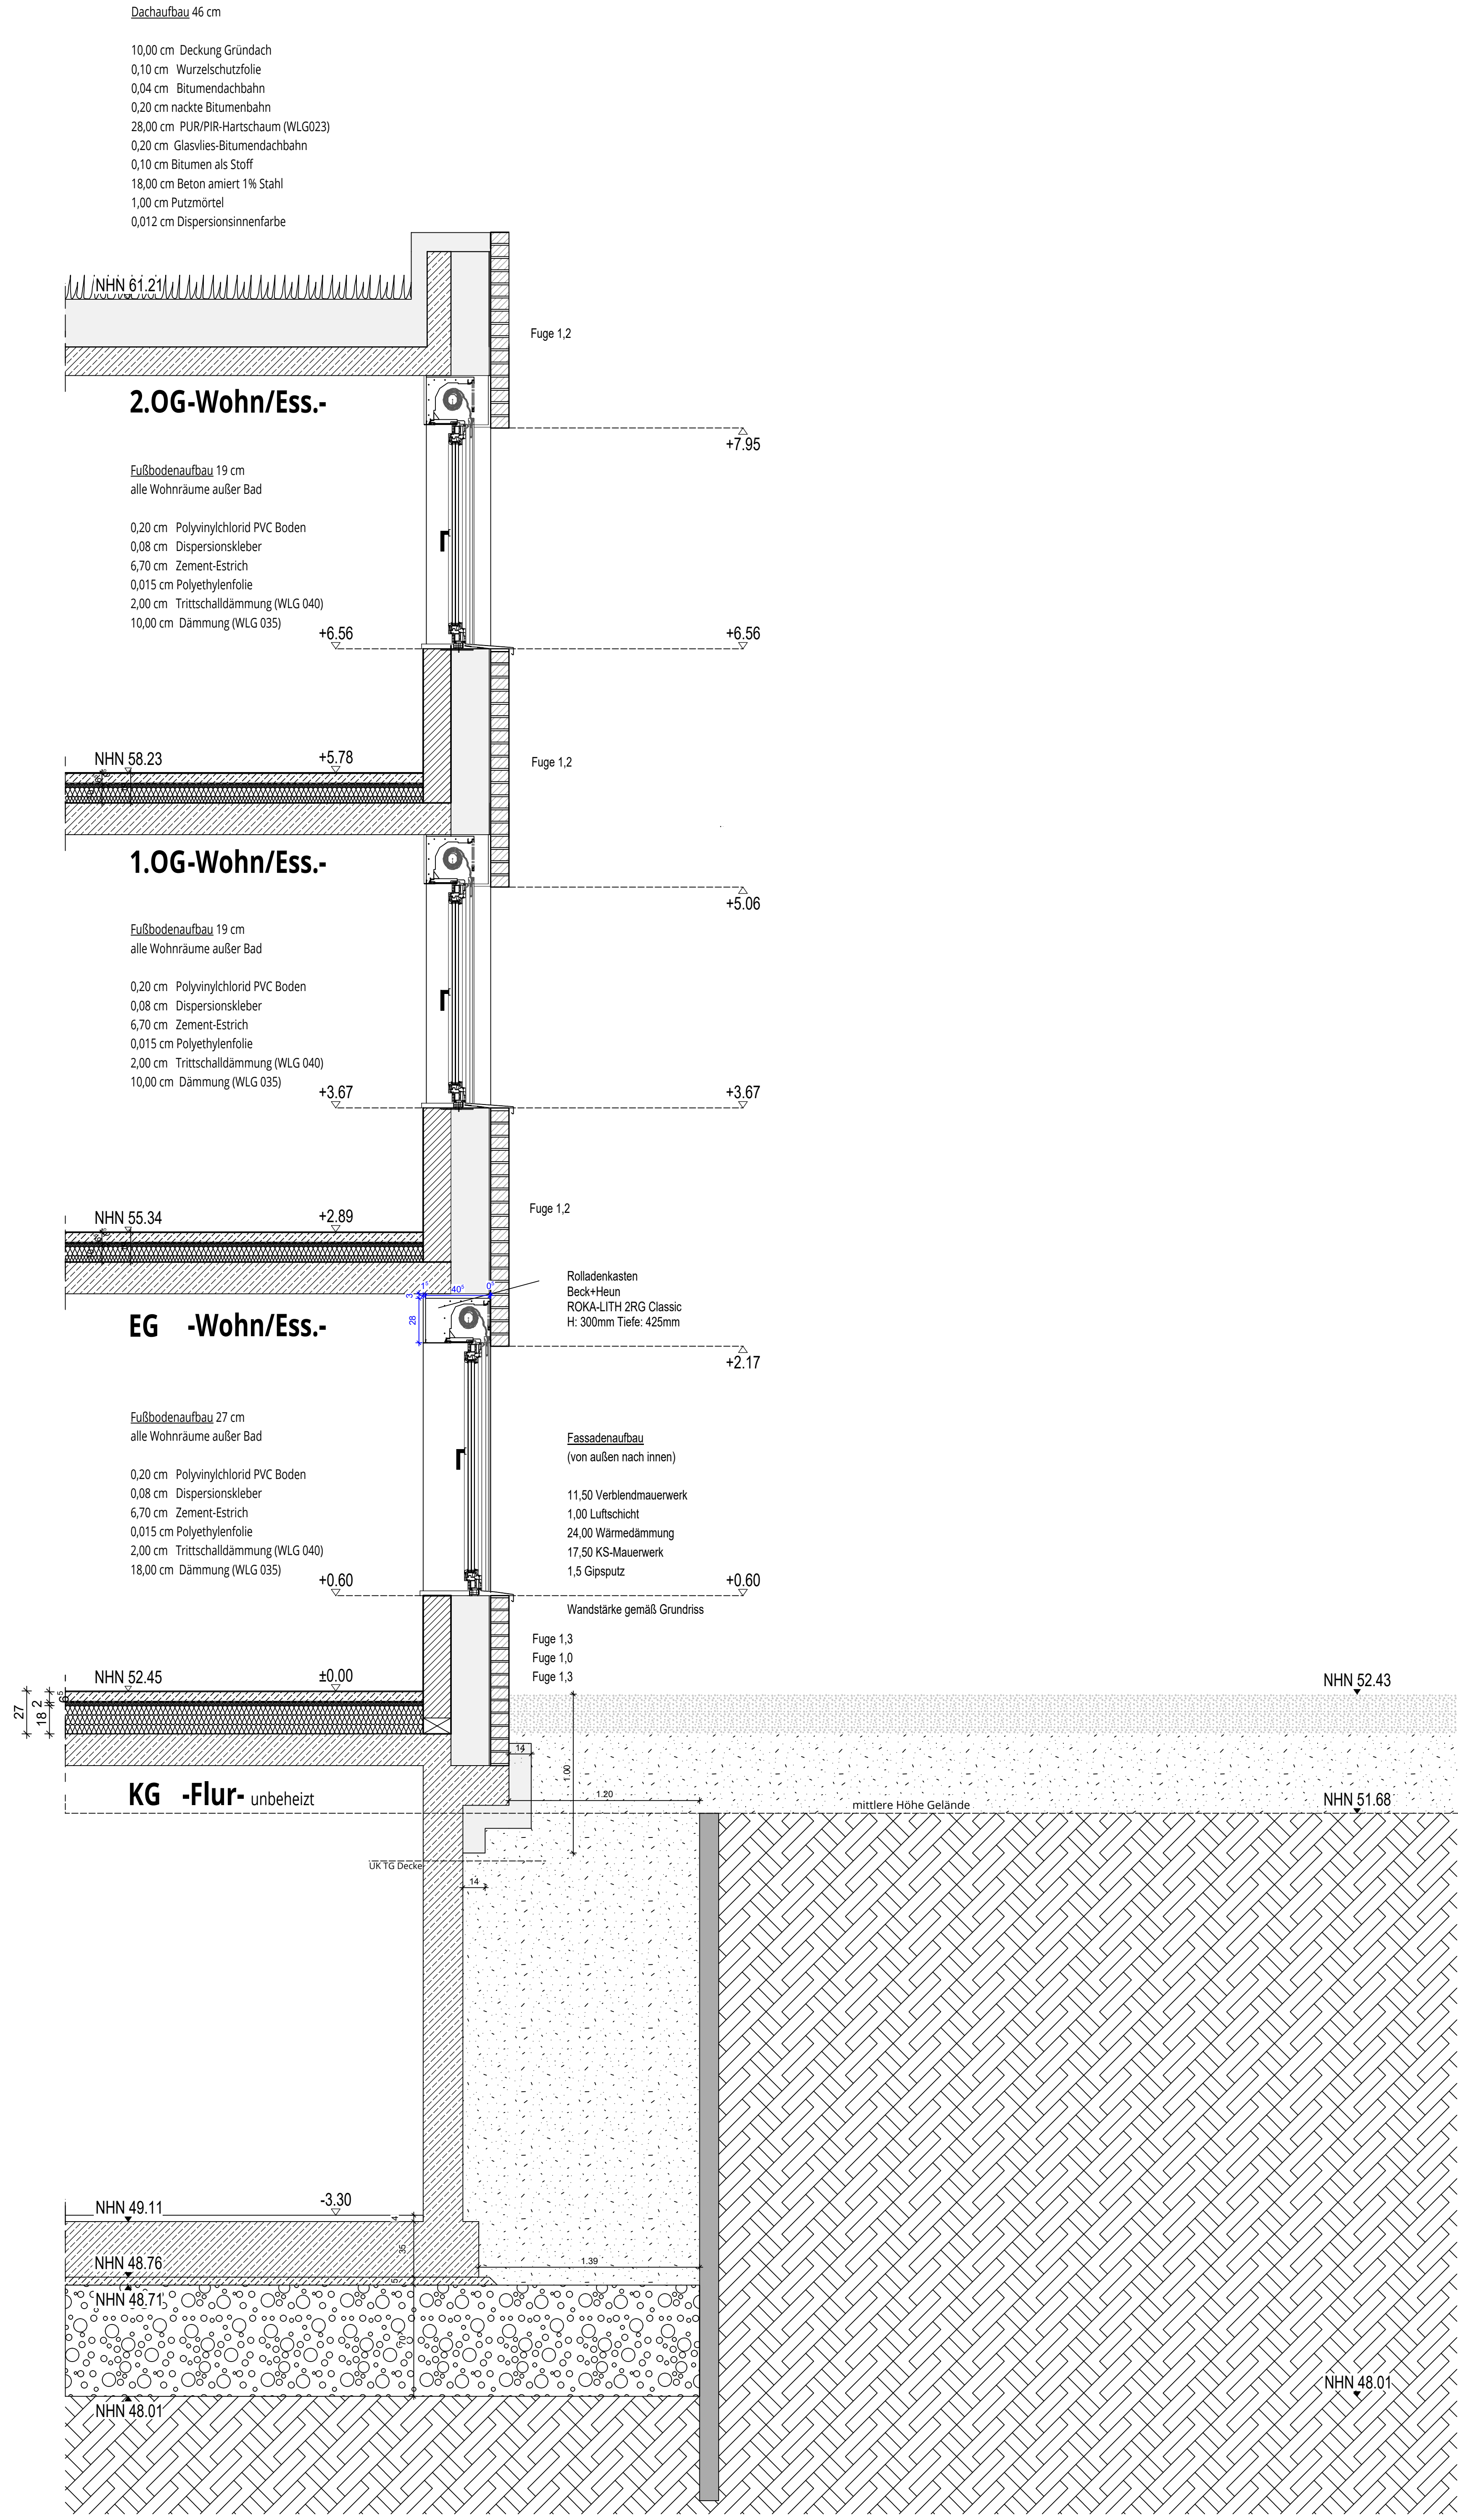 Dachaufbau 46 cm
10,00 cm Deckung Gründach
0,10 cm Wurzelschutzfolie
0,04 cm Bitumendachbahn
0,20 cm nackte Bitumenbahn
28,00 cm PUR/PIR-Hartschaum (WLG023)
0,20 cm Glasvlies-Bitumendachbahn
0,10 cm Bitumen als Stoff
18,00 cm Beton amiert 1% Stahl
1,00 cm Putzmörtel
0,012 cm Dispersionsinnenfarbe
NHN 61.21
Fuge 1,2
2.OG-Wohn/Ess.-
+7.95
Fußbodenaufbau 19 cm
alle Wohnräume außer Bad
0,20 cm Polyvinylchlorid PVC Boden
0,08 cm Dispersionskleber
6,70 cm Zement-Estrich
0,015 cm Polyethylenfolie
2,00 cm Trittschalldämmung (WLG 040)
10,00 cm Dämmung (WLG 035)
+6.56
+6.56
NHN 58.23
+5.78
Fuge 1,2
1.OG-Wohn/Ess.-
+5.06
Fußbodenaufbau 19 cm
alle Wohnräume außer Bad
0,20 cm Polyvinylchlorid PVC Boden
0,08 cm Dispersionskleber
6,70 cm Zement-Estrich
0,015 cm Polyethylenfolie
2,00 cm Trittschalldämmung (WLG 040)
10,00 cm Dämmung (WLG 035)
+3.67
+3.67
NHN 55.34
+2.89
Fuge 1,2
Rolladenkasten
Beck+Heun
ROKA-LITH 2RG Classic
H: 300mm Tiefe: 425mm
1⁵
40⁵
0⁵
3
28
EG -Wohn/Ess.-
+2.17
Fußbodenaufbau 27 cm
alle Wohnräume außer Bad
0,20 cm Polyvinylchlorid PVC Boden
0,08 cm Dispersionskleber
6,70 cm Zement-Estrich
0,015 cm Polyethylenfolie
2,00 cm Trittschalldämmung (WLG 040)
18,00 cm Dämmung (WLG 035)
Fassadenaufbau
(von außen nach innen)
11,50 Verblendmauerwerk
1,00 Luftschicht
24,00 Wärmedämmung
17,50 KS-Mauerwerk
1,5 Gipsputz
Wandstärke gemäß Grundriss
+0.60
+0.60
Fuge 1,3
Fuge 1,0
Fuge 1,3
NHN 52.45
±0.00
NHN 52.43
27
18
2
6⁵
14
1.00
1.20
KG -Flur- unbeheizt
mittlere Höhe Gelände
NHN 51.68
UK TG Decke
14
NHN 49.11
-3.30
4
35
NHN 48.76
1.39
5
NHN 48.71
70
NHN 48.01
NHN 48.01